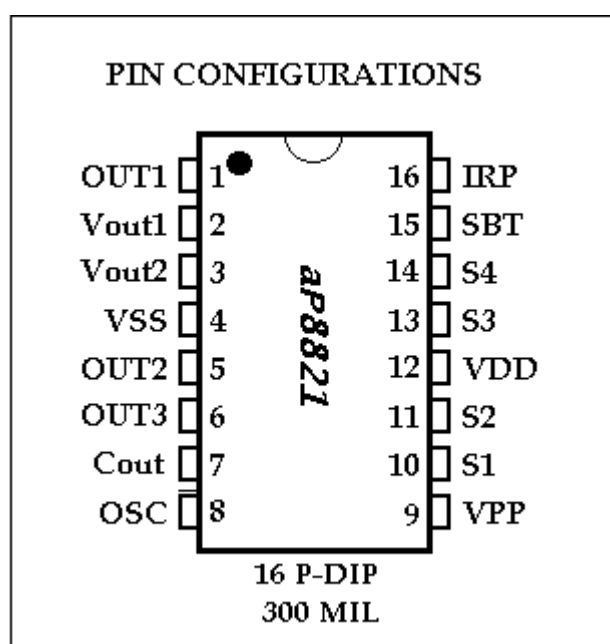 PIN CONFIGURATIONS
OUT1 1 16 IRP
Vout1 2 15 SBT
Vout2 3 14 S4
VSS 4 13 S3
OUT2 5 12 VDD
OUT3 6 11 S2
Cout 7 10 S1
OSC 8 9 VPP
aP8821
16 P-DIP
300 MIL